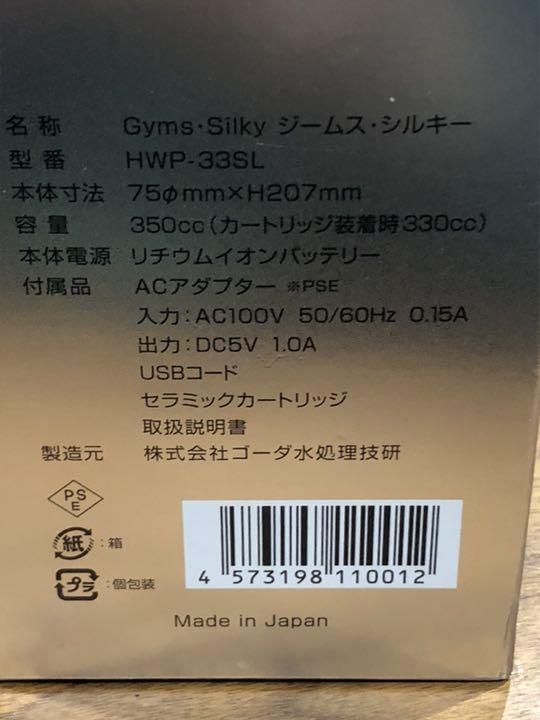 名称 Gyms・Silky ジームス・シルキー
型番 HWP-33SL
本体寸法 75φmm×H207mm
容量 350cc(カートリッジ装着時330cc)
本体電源 リチウムイオンバッテリー
付属品 ACアダプター ※PSE
入力:AC100V 50/60Hz 0.15A
出力:DC5V 1.0A
USBコード
セラミックカートリッジ
取扱説明書
製造元 株式会社ゴーダ水処理技研
PS
E
紙:箱
プラ:個包装
4 573198 110012
Made in Japan